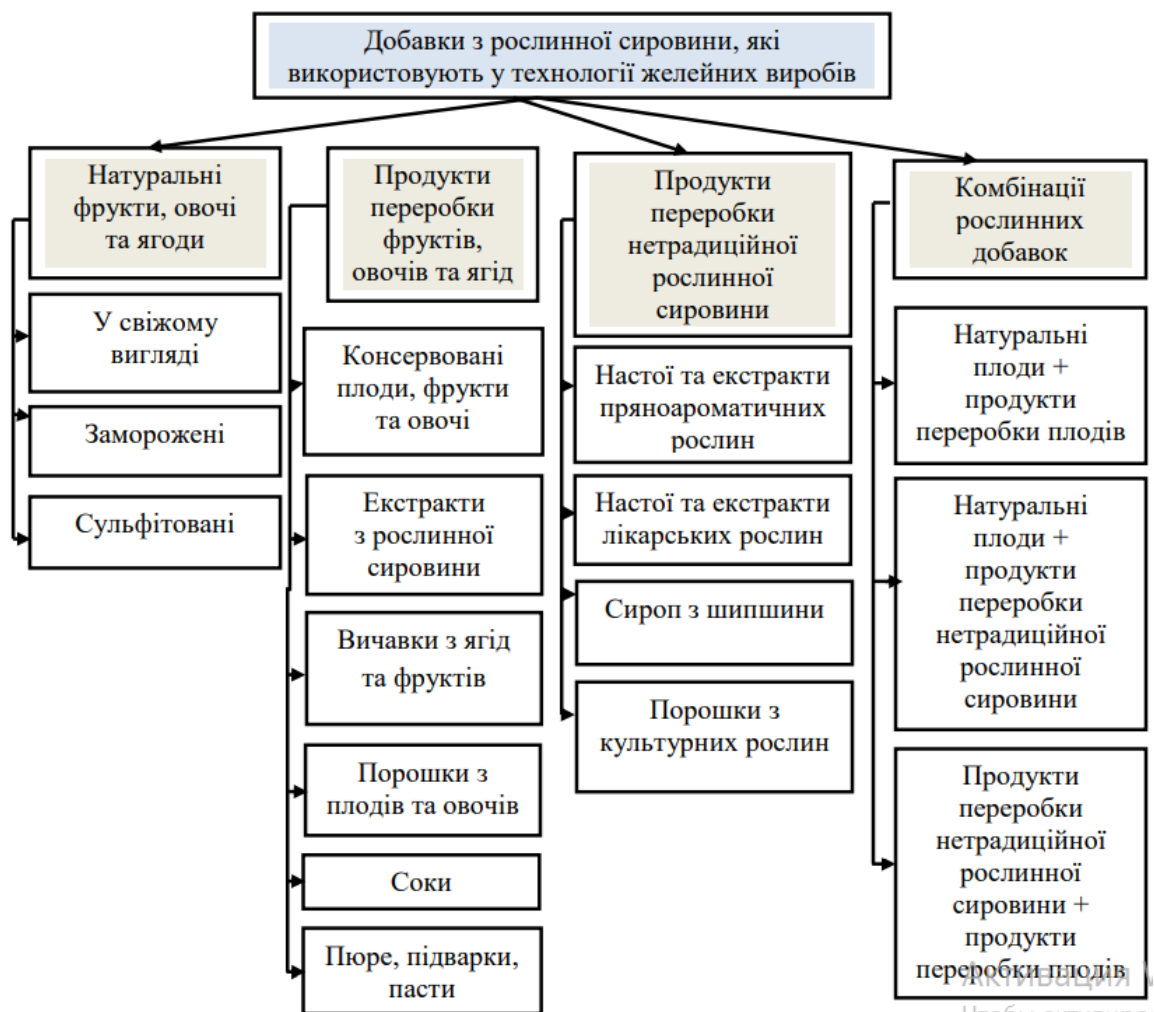 Добавки з рослинної сировини, які
використовують у технології желейних виробів
Натуральні
фрукти, овочі
та ягоди
У свіжому
вигляді
Заморожені
Сульфітовані
Продукти
переробки
фруктів,
овочів та ягід
Консервовані
плоди, фрукти
та овочі
Екстракти
з рослинної
сировини
Вичавки з ягід
та фруктів
Порошки з
плодів та овочів
Соки
Пюре, підварки,
пасти
Продукти
переробки
нетрадиційної
рослинної
сировини
Настої та екстракти
пряноароматичних
рослин
Настої та екстракти
лікарських рослин
Сироп з шипшини
Порошки з
культурних рослин
Комбінації
рослинних
добавок
Натуральні
плоди +
продукти
переробки плодів
Натуральні
плоди +
продукти
переробки
нетрадиційної
рослинної
сировини
Продукти
переробки
нетрадиційної
рослинної
сировини +
продукти
переробки плодів
Активация